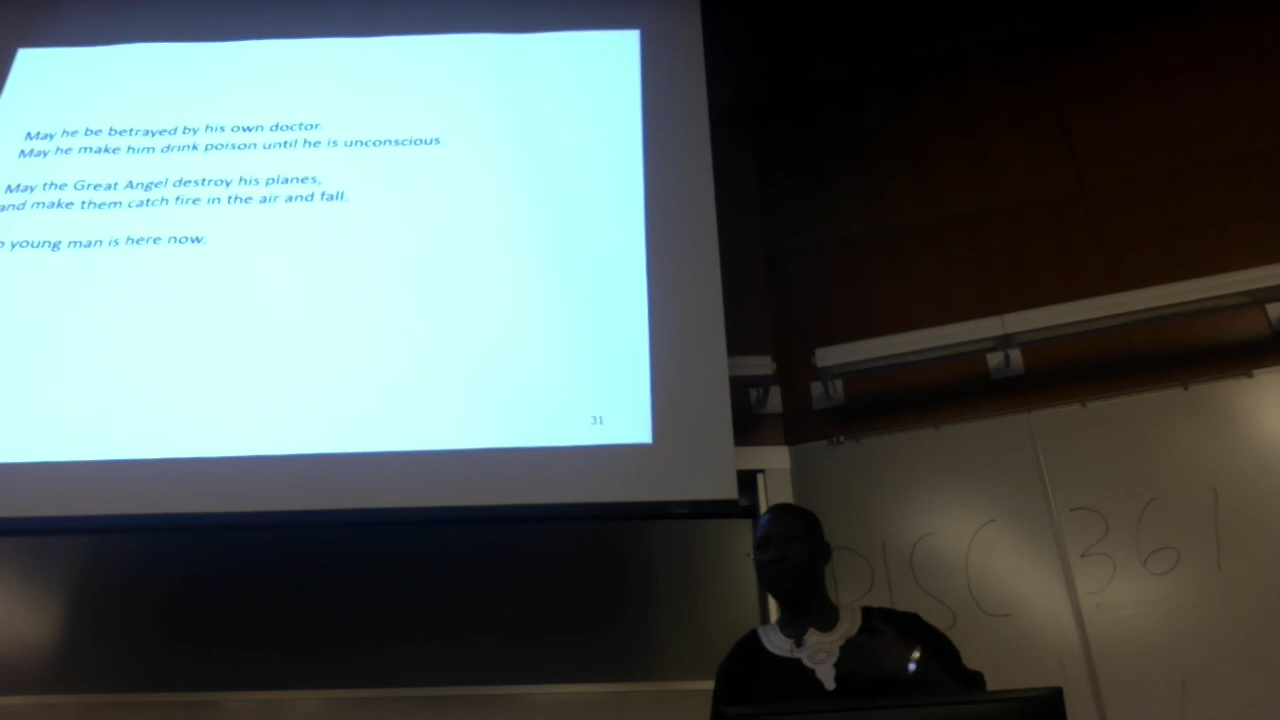 May he be betrayed by his own doctor.
May he make him drink poison until he is unconscious.
May the Great Angel destroy his planes,
and make them catch fire in the air and fall.
young man is here now.
31
DISC 361